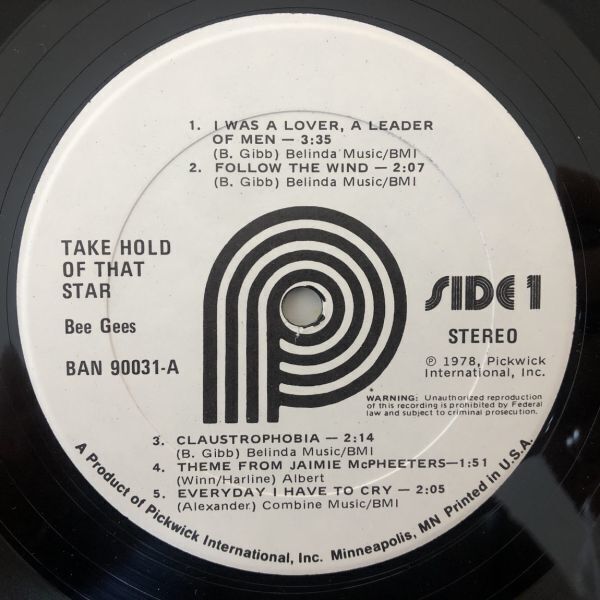 1. I WAS A LOVER, A LEADER
OF MEN — 3:35
(B. Gibb) Belinda Music/BMI
2. FOLLOW THE WIND — 2:07
(B. Gibb) Belinda Music/BMI
TAKE HOLD
OF THAT
STAR
Bee Gees
BAN 90031-A
SIDE 1
STEREO
℗ 1978, Pickwick
International, Inc.
WARNING: Unauthorized reproduction
of this recording is prohibited by Federal
law and subject to criminal prosecution.
3. CLAUSTROPHOBIA — 2:14
(B. Gibb) Belinda Music/BMI
4. THEME FROM JAIMIE McPHEETERS—1:51
(Winn/Harline) Albert
5. EVERYDAY I HAVE TO CRY — 2:05
(Alexander) Combine Music/BMI
A Product of Pickwick International, Inc. Minneapolis, MN Printed in U.S.A.